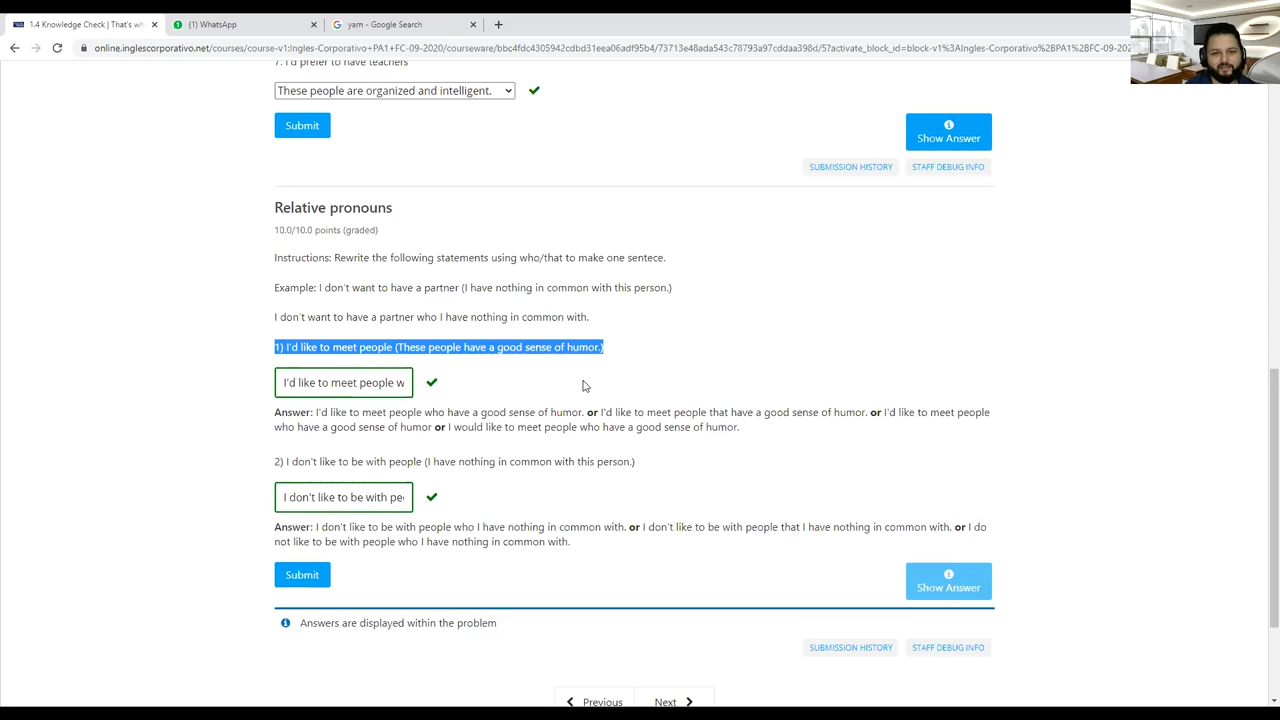 1.4 Knowledge Check | That's wh
(1) WhatsApp
yam - Google Search
online.inglescorporativo.net/courses/course-v1:Ingles-Corporativo+PA1+FC-09-2020/courseware/bbc4fdc4305942cdbd31eea06adf95b4/73713e48ada543c78793a97cddaa398d/5?activate_block_id=block-v1%3AIngles-Corporativo%2BPA1%2BFC-09-202
7. I'd prefer to have teachers
These people are organized and intelligent.
Submit
Show Answer
SUBMISSION HISTORY
STAFF DEBUG INFO
Relative pronouns
10.0/10.0 points (graded)
Instructions: Rewrite the following statements using who/that to make one sentece.
Example: I don't want to have a partner (I have nothing in common with this person.)
I don't want to have a partner who I have nothing in common with.
1) I'd like to meet people (These people have a good sense of humor.)
I'd like to meet people w
Answer: I'd like to meet people who have a good sense of humor. or I'd like to meet people that have a good sense of humor. or I'd like to meet people
who have a good sense of humor or I would like to meet people who have a good sense of humor.
2) I don't like to be with people (I have nothing in common with this person.)
I don't like to be with pe
Answer: I don't like to be with people who I have nothing in common with. or I don't like to be with people that I have nothing in common with. or I do
not like to be with people who I have nothing in common with.
Submit
Show Answer
Answers are displayed within the problem
SUBMISSION HISTORY
STAFF DEBUG INFO
Previous
Next